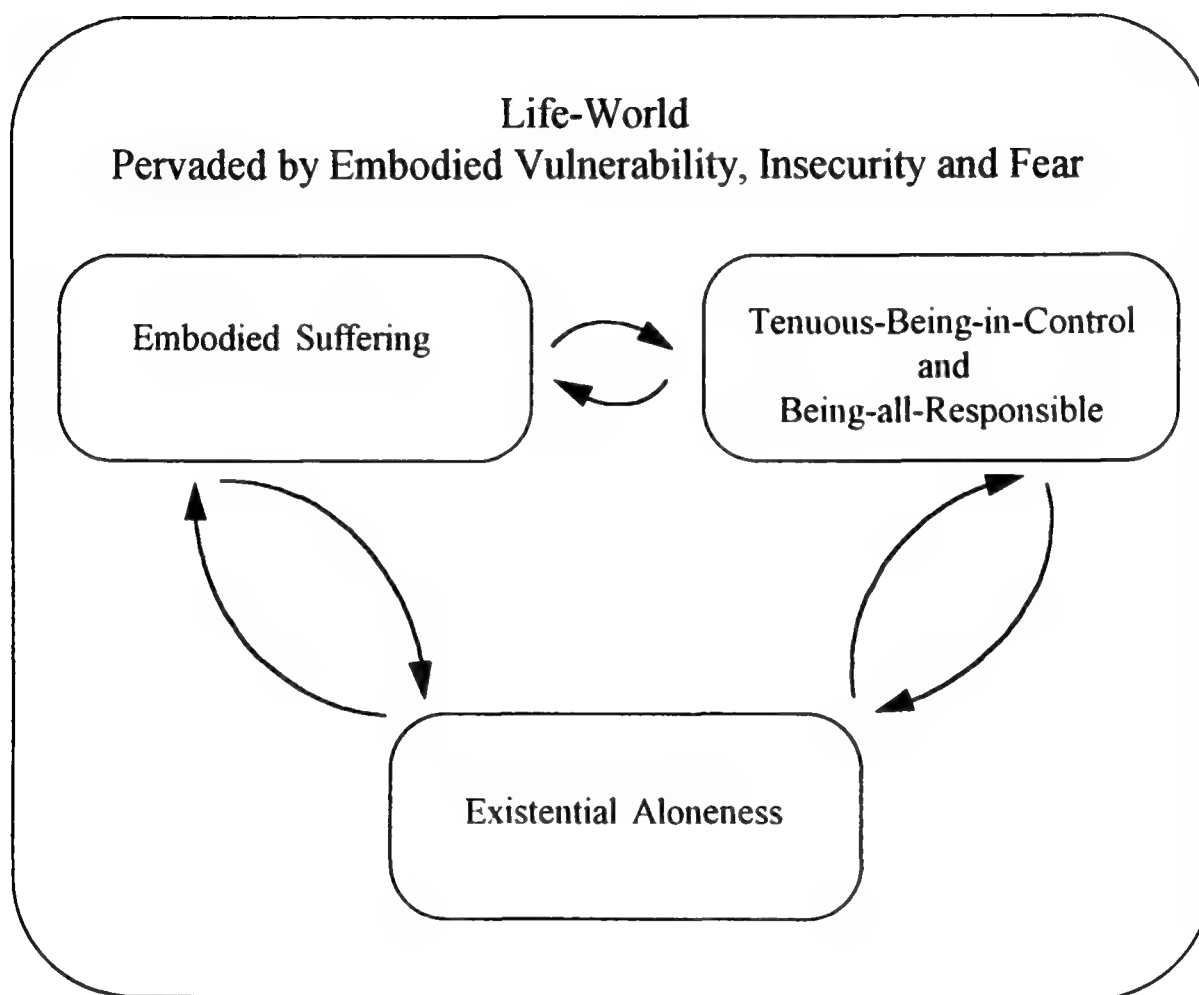 Life-World
Pervaded by Embodied Vulnerability, Insecurity and Fear
Embodied Suffering
Tenuous-Being-in-Control
and
Being-all-Responsible
Existential Aloneness